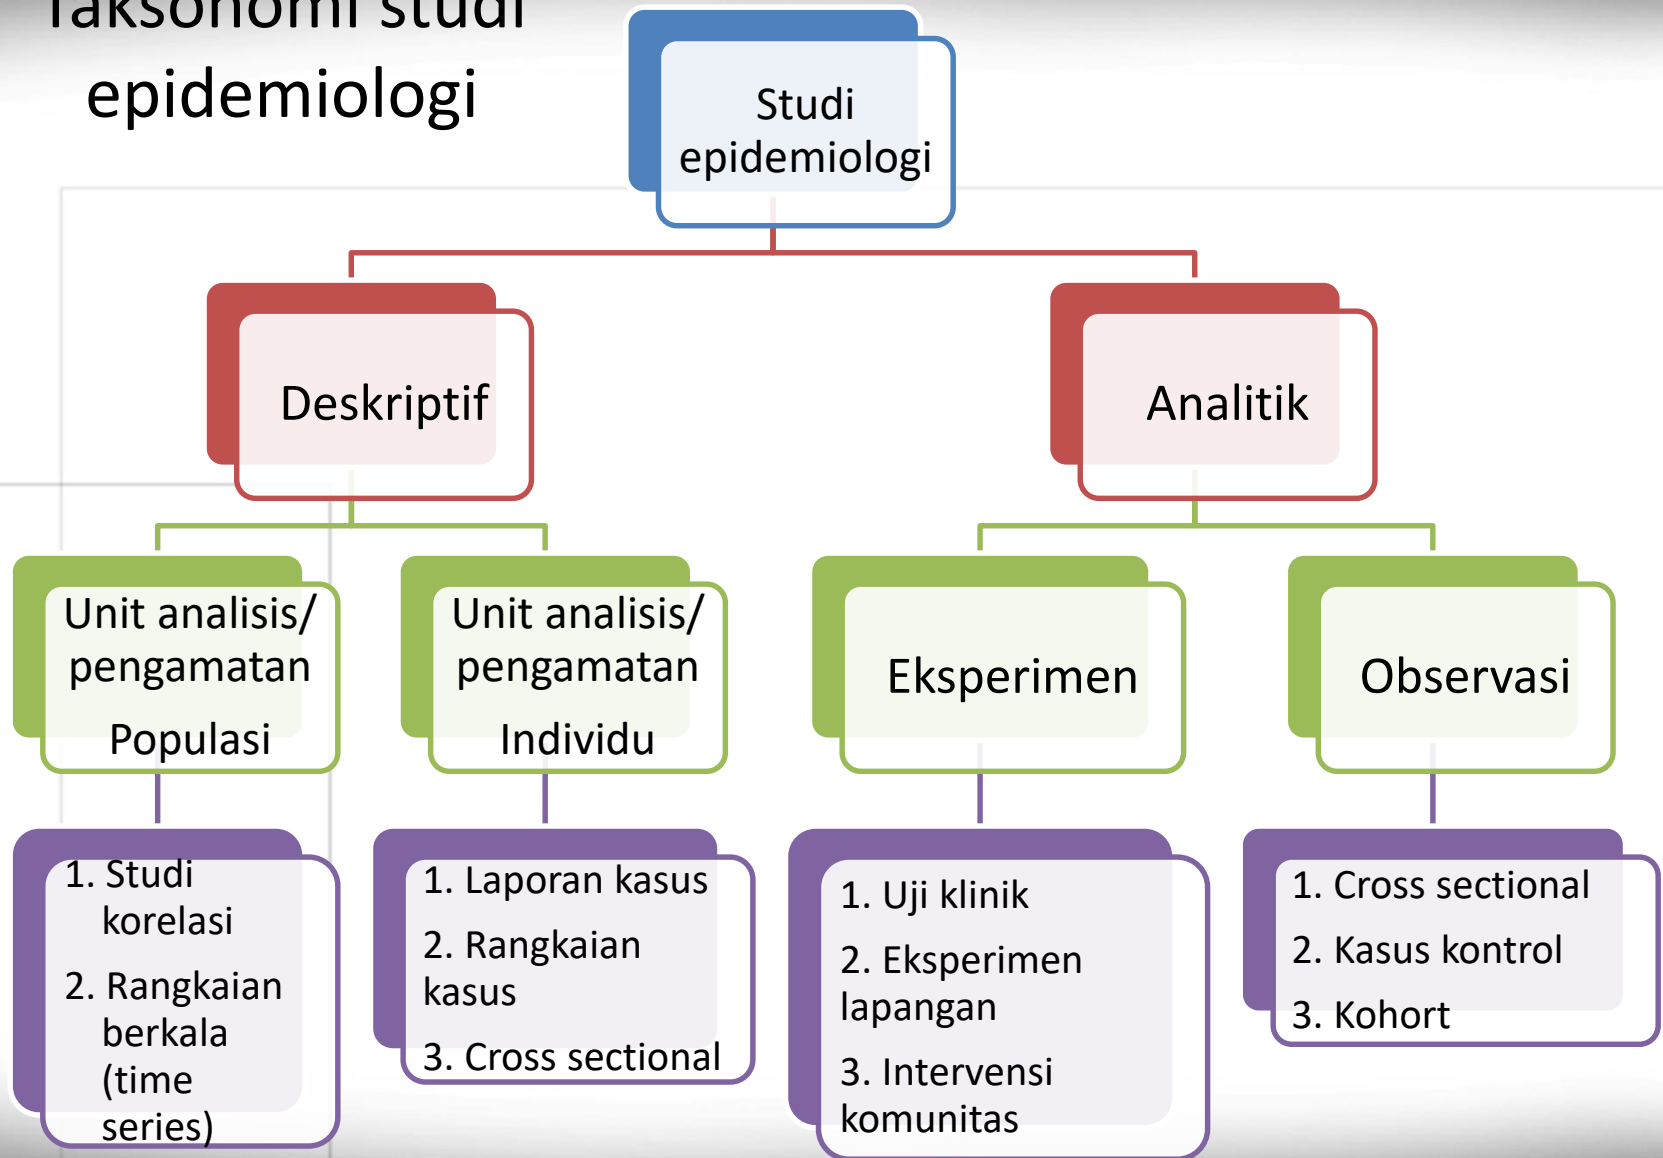 Taksonomi studi
epidemiologi
Studi
epidemiologi
Deskriptif
Analitik
Unit analisis/
pengamatan
Populasi
Unit analisis/
pengamatan
Individu
Eksperimen
Observasi
1. Studi
korelasi
2. Rangkaian
berkala
(time
series)
1. Laporan kasus
2. Rangkaian
kasus
3. Cross sectional
1. Uji klinik
2. Eksperimen
lapangan
3. Intervensi
komunitas
1. Cross sectional
2. Kasus kontrol
3. Kohort